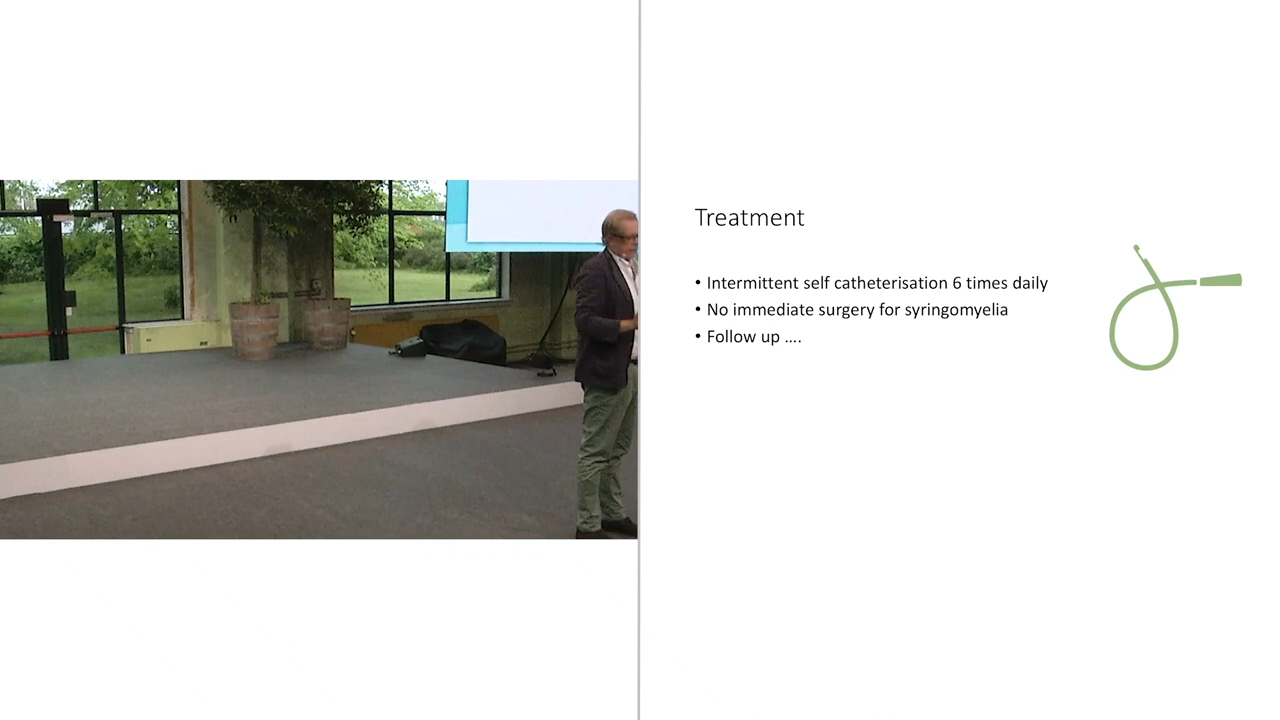 Treatment
• Intermittent self catheterisation 6 times daily
• No immediate surgery for syringomyelia
• Follow up ....